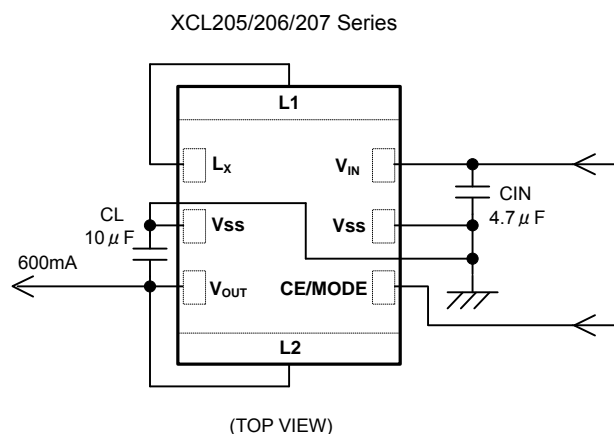 XCL205/206/207 Series
L1
LX
VIN
CL
10μF
VSS
VSS
CIN
4.7μF
600mA
VOUT
CE/MODE
L2
(TOP VIEW)